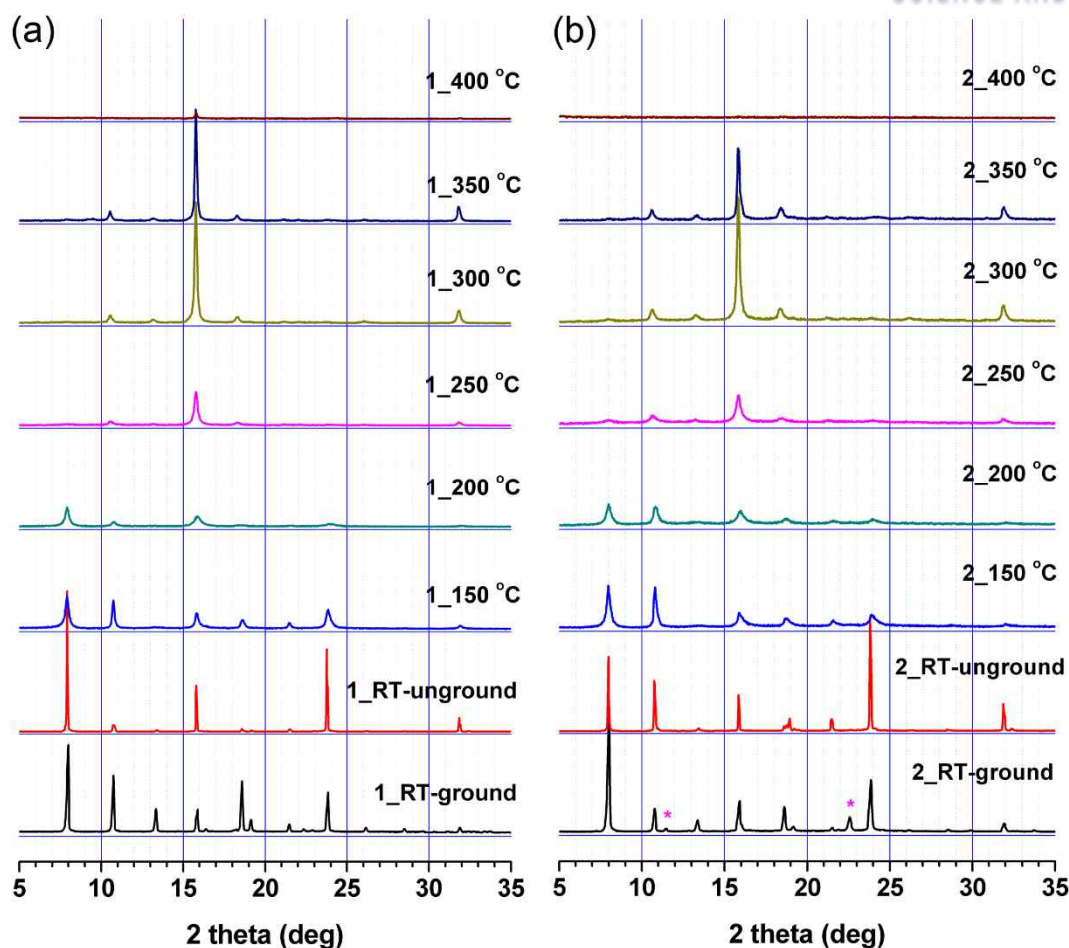 (a)
1_400 °C
1_350 °C
1_300 °C
1_250 °C
1_200 °C
1_150 °C
1_RT-unground
1_RT-ground
5 10 15 20 25 30 35
2 theta (deg)
(b)
2_400 °C
2_350 °C
2_300 °C
2_250 °C
2_200 °C
2_150 °C
2_RT-unground
2_RT-ground
* *
5 10 15 20 25 30 35
2 theta (deg)